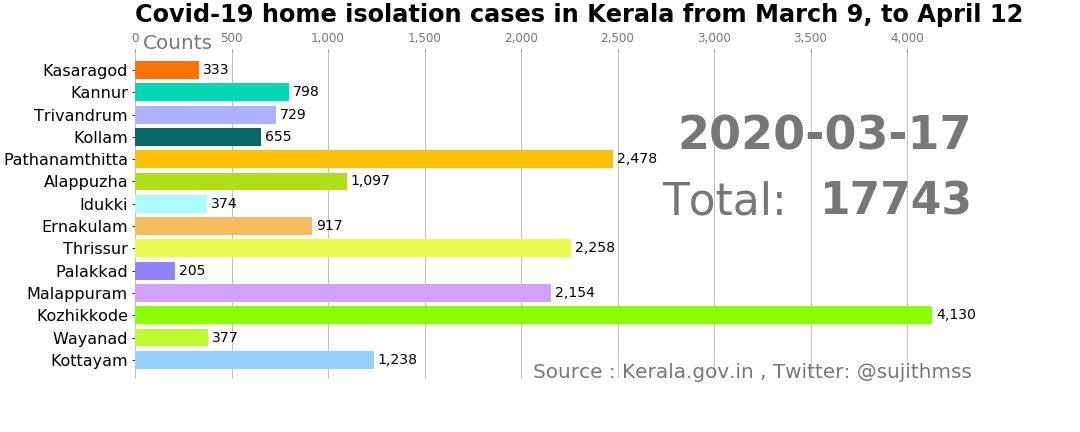 Covid-19 home isolation cases in Kerala from March 9, to April 12
0 500 1,000 1,500 2,000 2,500 3,000 3,500 4,000
Counts
Kasaragod 333
Kannur 798
Trivandrum 729
Kollam 655
Pathanamthitta 2,478
Alappuzha 1,097
Idukki 374
Ernakulam 917
Thrissur 2,258
Palakkad 205
Malappuram 2,154
Kozhikkode 4,130
Wayanad 377
Kottayam 1,238
2020-03-17
Total: 17743
Source : Kerala.gov.in , Twitter: @sujithmss